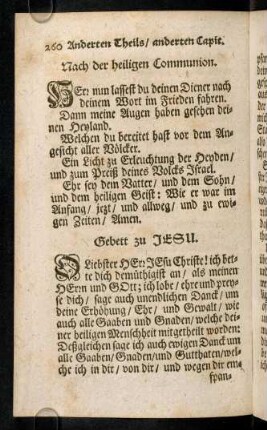 260 Anderten Theils/ anderten Capit.
Nach der heiligen Communion.
HErr nun lassest du deinen Diener nach
deinem Wort im Frieden fahren.
Dann meine Augen haben gesehen dei-
nen Heyland.
Welchen du bereitet hast vor dem An-
gesicht aller Völcker.
Ein Licht zu Erleuchtung der Heyden/
und zum Preiß deines Volcks Israel.
Ehr sey dem Vatter/ und dem Sohn/
und dem heiligen Geist: Wie er war im
Anfang/ jezt/ und allweg/ und zu ewi-
gen Zeiten/ Amen.
Gebett zu JESU.
O Liebster HErr JEsu Christe! ich bet-
te dich demüthigist an/ als meinen
HErrn und GOtt; ich lobe/ ehre und prey-
se dich/ sage auch unendlichen Danck/ um
deine Erhöhung/ Ehr/ und Gewalt/ wie
auch alle Gaaben und Gnaden/ welche dei-
ner heiligen Menschheit mitgetheilt worden:
Deßgleichen sage ich auch ewigen Danck um
alle Gaaben/ Gnaden/ und Gutthaten/ wel-
che ich in dir/ von dir/ und wegen dir em-
pfan-